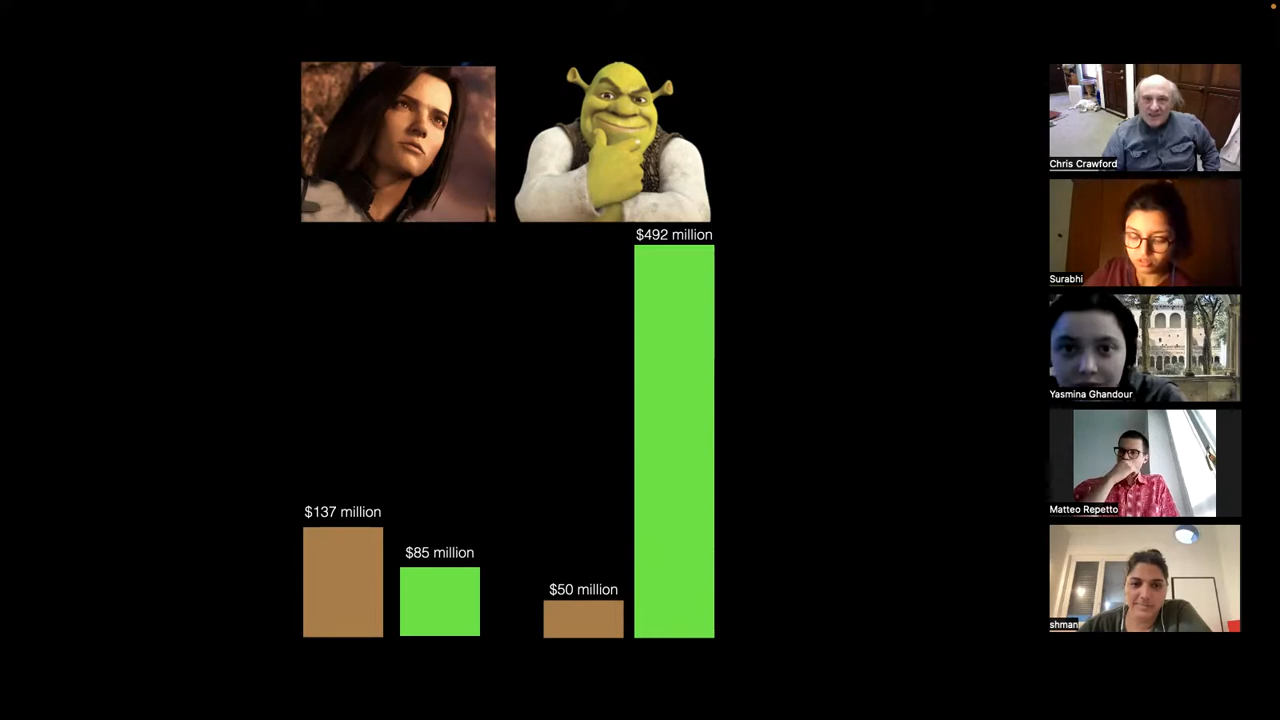 $492 million
$137 million
$85 million
$50 million
Chris Crawford
Surabhi
Yasmina Ghandour
Matteo Repetto
shman